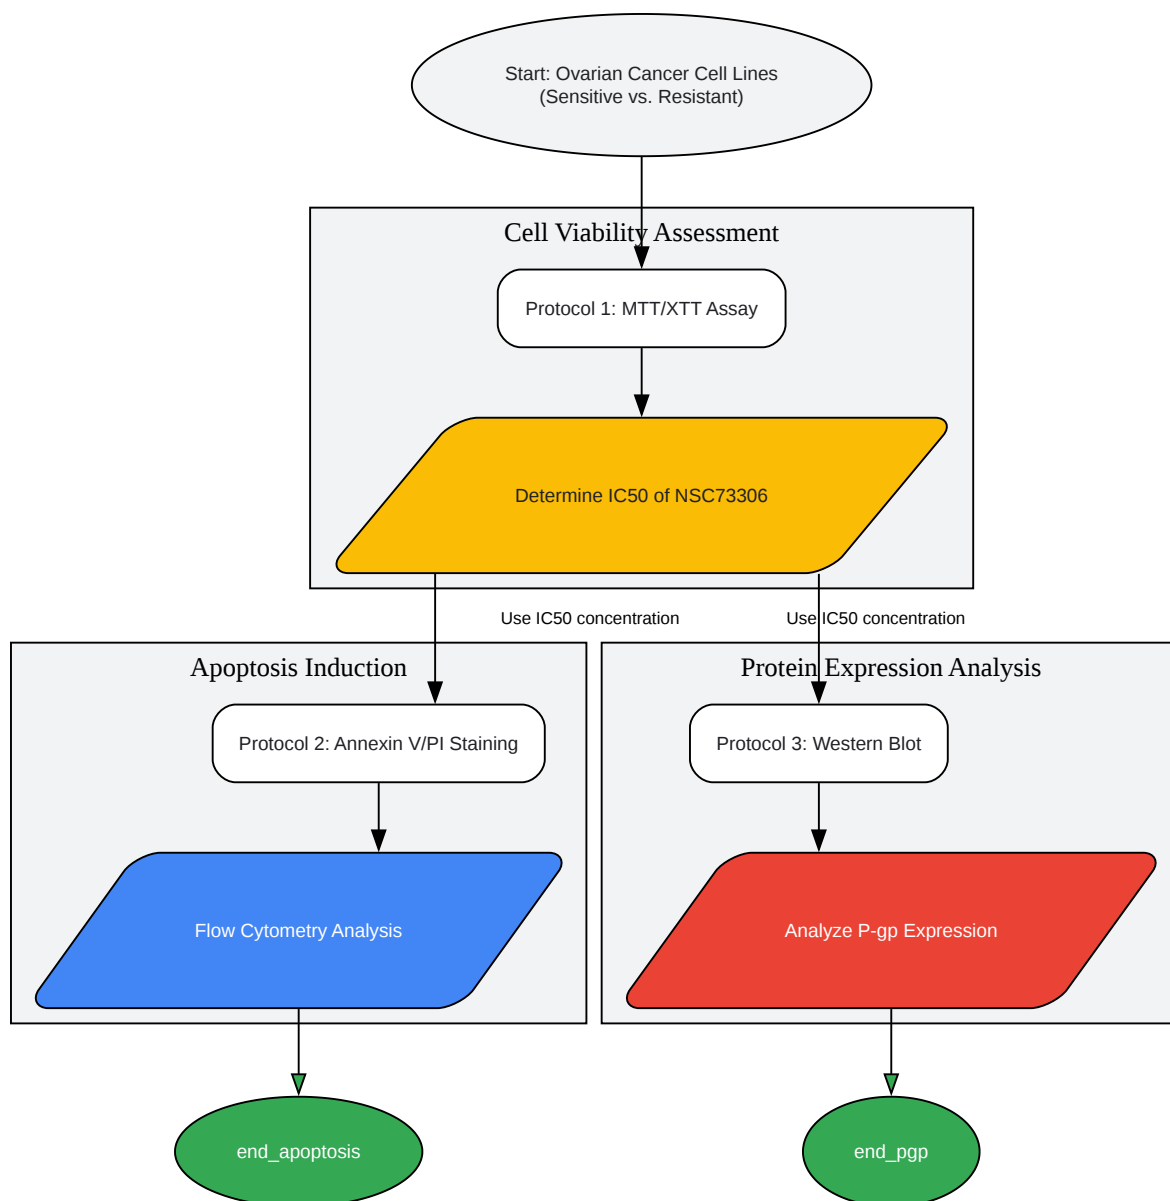 Start: Ovarian Cancer Cell Lines
(Sensitive vs. Resistant)
Cell Viability Assessment
Protocol 1: MTT/XTT Assay
Determine IC50 of NSC73306
Use IC50 concentration
Use IC50 concentration
Apoptosis Induction
Protein Expression Analysis
Protocol 2: Annexin V/PI Staining
Protocol 3: Western Blot
Flow Cytometry Analysis
Analyze P-gp Expression
end_apoptosis
end_pgp